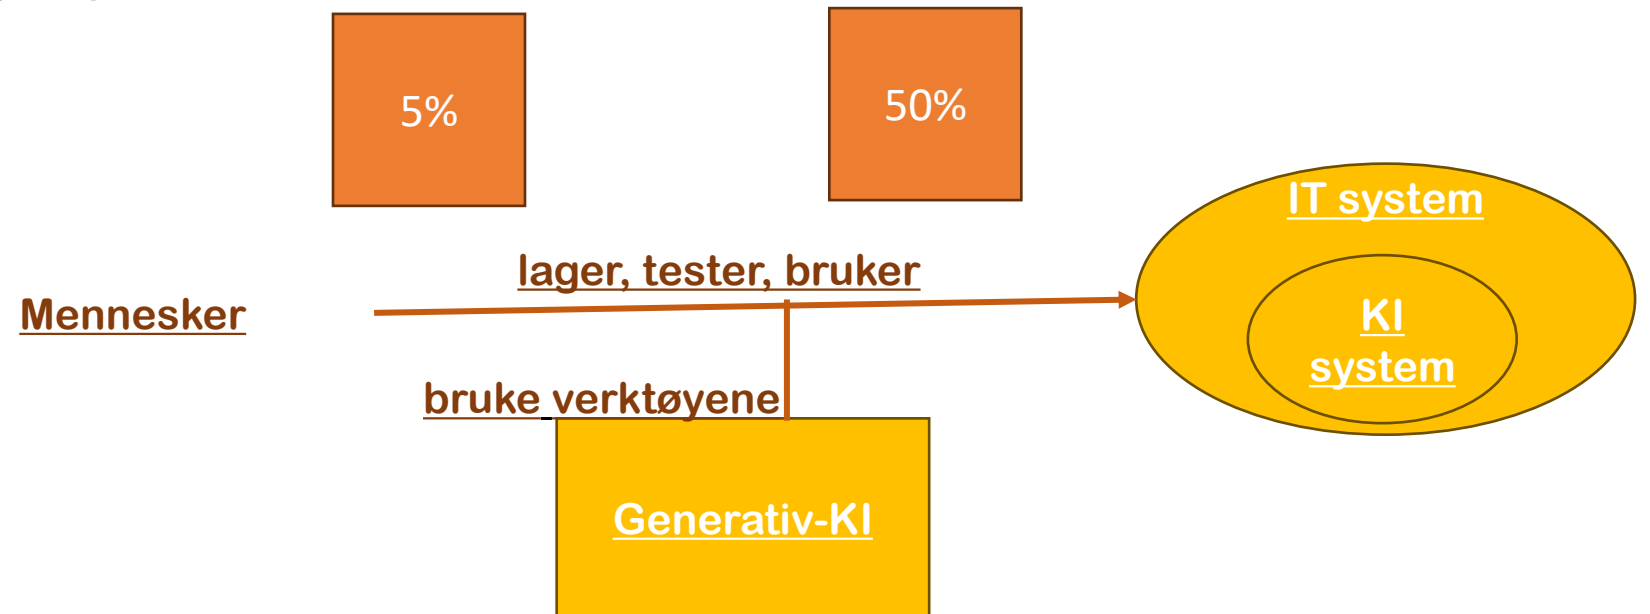 5%
50%
IT system
lager, tester, bruker
Mennesker
KI
system
bruke verktøyene
Generativ-KI